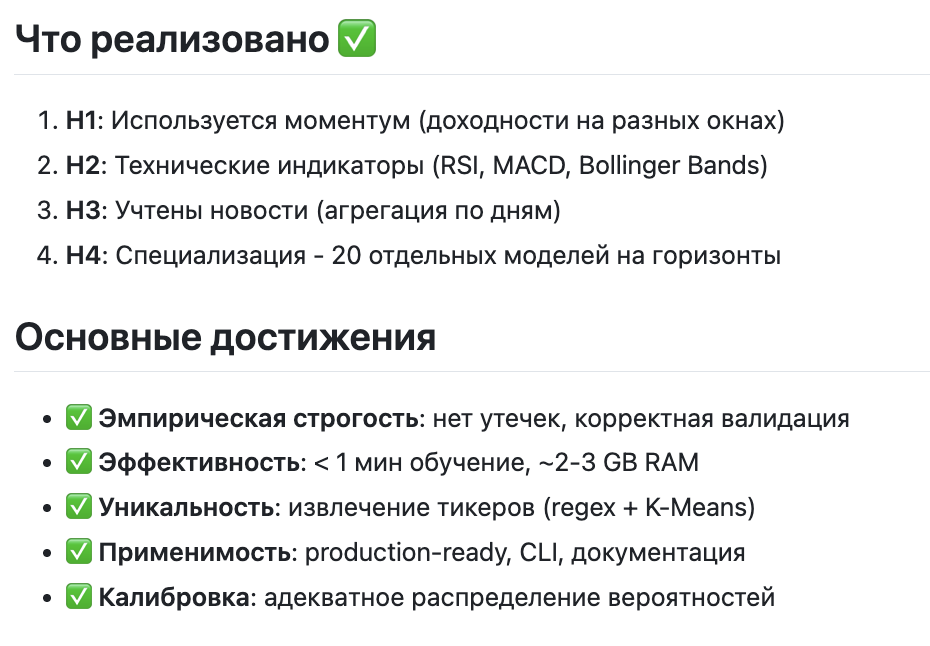 Что реализовано ✅
1. H1: Используется моментум (доходности на разных окнах)
2. H2: Технические индикаторы (RSI, MACD, Bollinger Bands)
3. H3: Учтены новости (агрегация по дням)
4. H4: Специализация - 20 отдельных моделей на горизонты
Основные достижения
• ✅ Эмпирическая строгость: нет утечек, корректная валидация
• ✅ Эффективность: < 1 мин обучение, ~2-3 GB RAM
• ✅ Уникальность: извлечение тикеров (regex + K-Means)
• ✅ Применимость: production-ready, CLI, документация
• ✅ Калибровка: адекватное распределение вероятностей